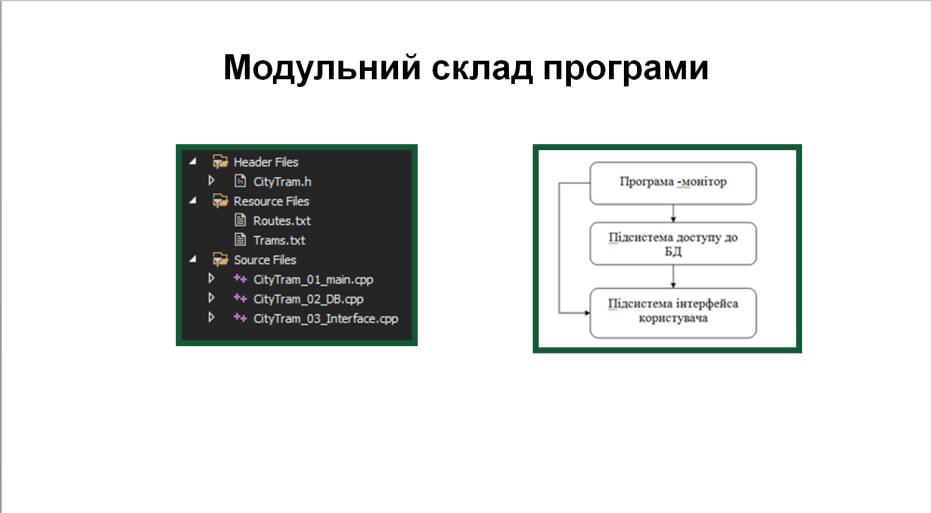 Модульний склад програми
Header Files
CityTram.h
Resource Files
Routes.txt
Trams.txt
Source Files
CityTram_01_main.cpp
CityTram_02_DB.cpp
CityTram_03_Interface.cpp
Програма -монітор
Підсистема доступу до
БД
Підсистема інтерфейса
користувача